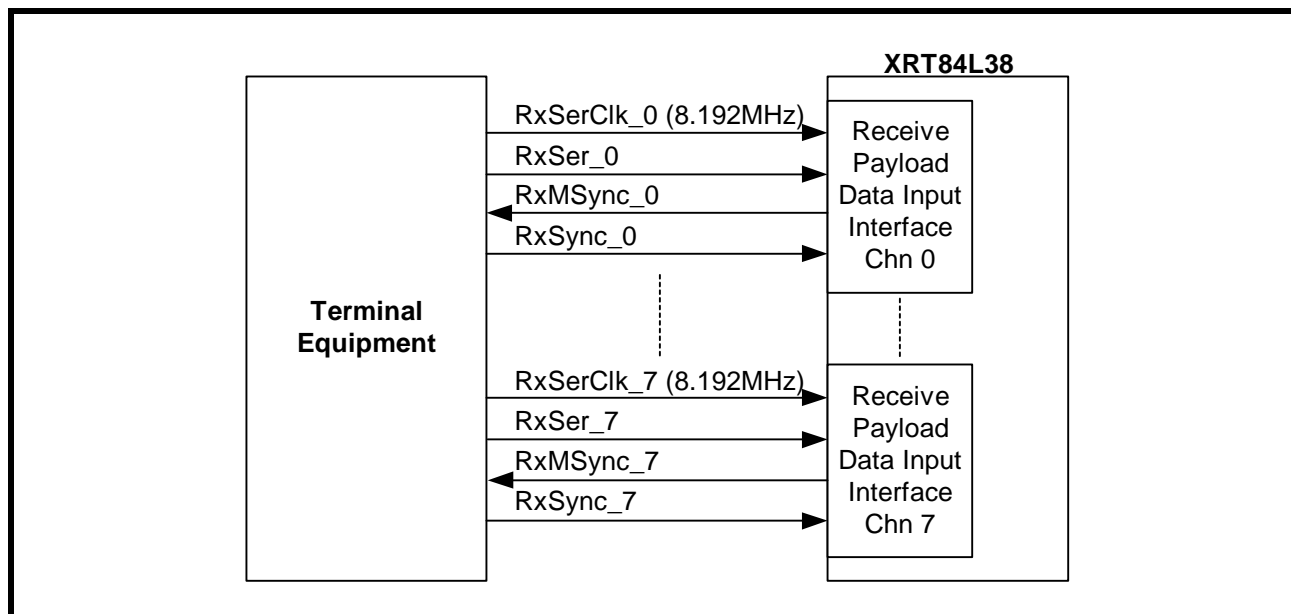 XRT84L38
RxSerClk_0 (8.192MHz)
RxSer_0
RxMSync_0
RxSync_0
Receive
Payload
Data Input
Interface
Chn 0
Terminal
Equipment
RxSerClk_7 (8.192MHz)
RxSer_7
RxMSync_7
RxSync_7
Receive
Payload
Data Input
Interface
Chn 7